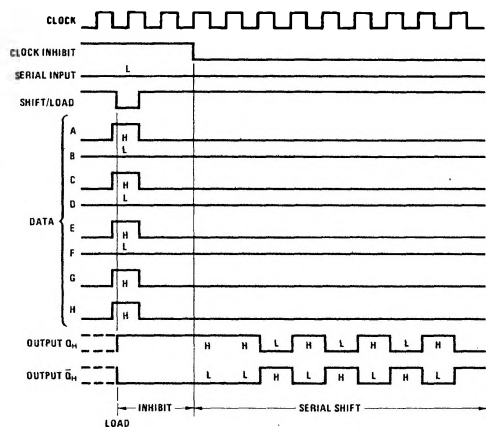 CLOCK
CLOCK INHIBIT
L
SERIAL INPUT
SHIFT/LOAD
A
H
L
B
C
H
L
D
DATA
E
H
L
F
G
H
H
H
OUTPUT QH H H L H L H L H
OUTPUT Q̄H L L H L H L H L
INHIBIT SERIAL SHIFT
LOAD